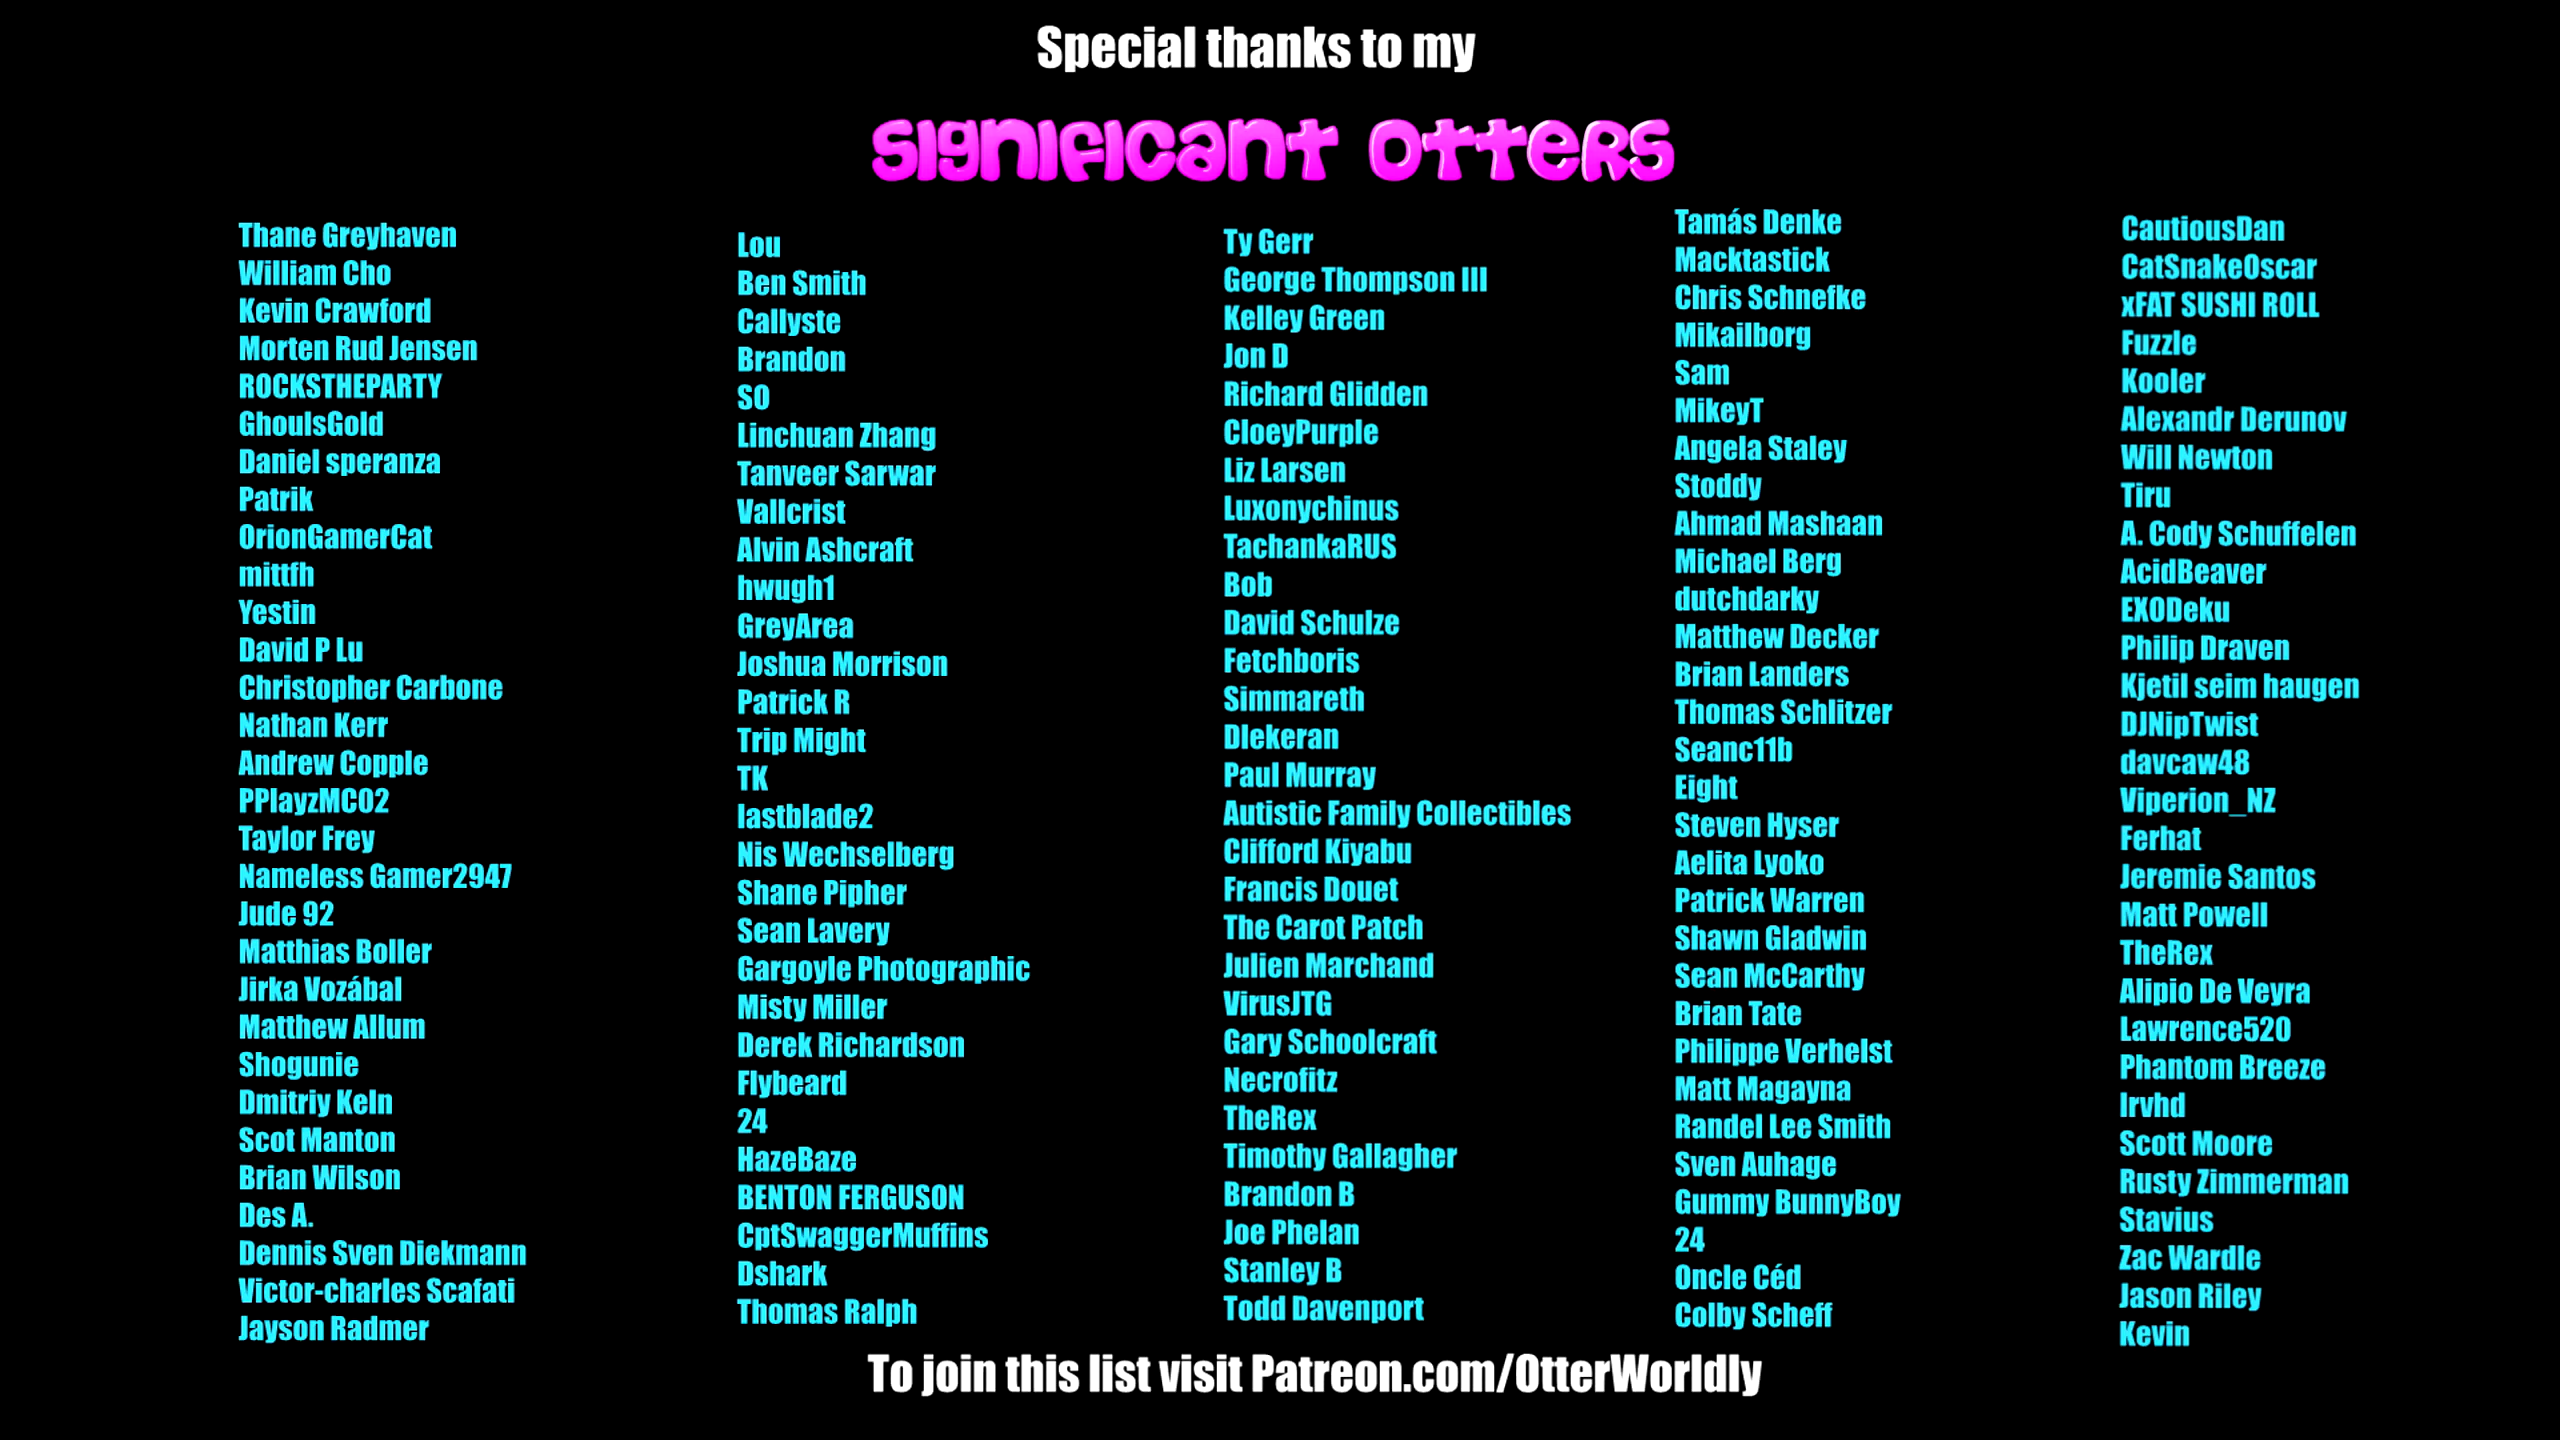 Special thanks to my
Significant Otters
Thane Greyhaven
William Cho
Kevin Crawford
Morten Rud Jensen
ROCKSTHEPARTY
GhoulsGold
Daniel speranza
Patrik
OrionGamerCat
mittfh
Yestin
David P Lu
Christopher Carbone
Nathan Kerr
Andrew Copple
PPlayzMC02
Taylor Frey
Nameless Gamer2947
Jude 92
Matthias Boller
Jirka Vozábal
Matthew Allum
Shogunie
Dmitriy Keln
Scot Manton
Brian Wilson
Des A.
Dennis Sven Diekmann
Victor-charles Scafati
Jayson Radmer
Lou
Ben Smith
Callyste
Brandon
SO
Linchuan Zhang
Tanveer Sarwar
Vallcrist
Alvin Ashcraft
hwugh1
GreyArea
Joshua Morrison
Patrick R
Trip Might
TK
lastblade2
Nis Wechselberg
Shane Pipher
Sean Lavery
Gargoyle Photographic
Misty Miller
Derek Richardson
Flybeard
24
HazeBaze
BENTON FERGUSON
CptSwaggerMuffins
Dshark
Thomas Ralph
Ty Gerr
George Thompson III
Kelley Green
Jon D
Richard Glidden
CloeyPurple
Liz Larsen
Luxonychinus
TachankaRUS
Bob
David Schulze
Fetchboris
Simmareth
Dlekeran
Paul Murray
Autistic Family Collectibles
Clifford Kiyabu
Francis Douet
The Carot Patch
Julien Marchand
VirusJTG
Gary Schoolcraft
Necrofitz
TheRex
Timothy Gallagher
Brandon B
Joe Phelan
Stanley B
Todd Davenport
Tamás Denke
Macktastick
Chris Schnefke
Mikailborg
Sam
MikeyT
Angela Staley
Stoddy
Ahmad Mashaan
Michael Berg
dutchdarky
Matthew Decker
Brian Landers
Thomas Schlitzer
Seanc11b
Eight
Steven Hyser
Aelita Lyoko
Patrick Warren
Shawn Gladwin
Sean McCarthy
Brian Tate
Philippe Verhelst
Matt Magayna
Randel Lee Smith
Sven Auhage
Gummy BunnyBoy
24
Oncle Céd
Colby Scheff
CautiousDan
CatSnakeOscar
xFAT SUSHI ROLL
Fuzzle
Kooler
Alexandr Derunov
Will Newton
Tiru
A. Cody Schuffelen
AcidBeaver
EXODeku
Philip Draven
Kjetil seim haugen
DJNipTwist
davcaw48
Viperion_NZ
Ferhat
Jeremie Santos
Matt Powell
TheRex
Alipio De Veyra
Lawrence520
Phantom Breeze
Irvhd
Scott Moore
Rusty Zimmerman
Stavius
Zac Wardle
Jason Riley
Kevin
To join this list visit Patreon.com/OtterWorldly